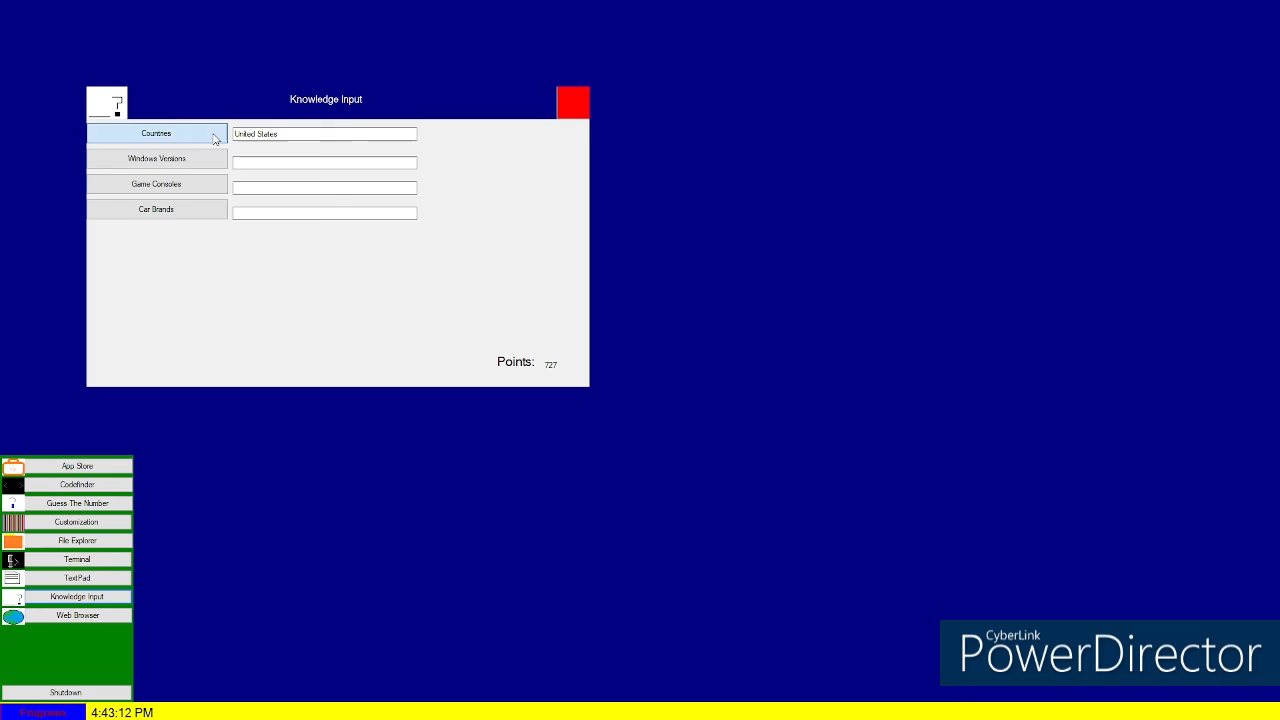 Knowledge Input
Countries
United States
Windows Versions
Game Consoles
Car Brands
Points: 727
App Store
Codefinder
Guess The Number
Customization
File Explorer
Terminal
TextPad
Knowledge Input
Web Browser
Shutdown
Programs
4:43:12 PM
CyberLink
PowerDirector